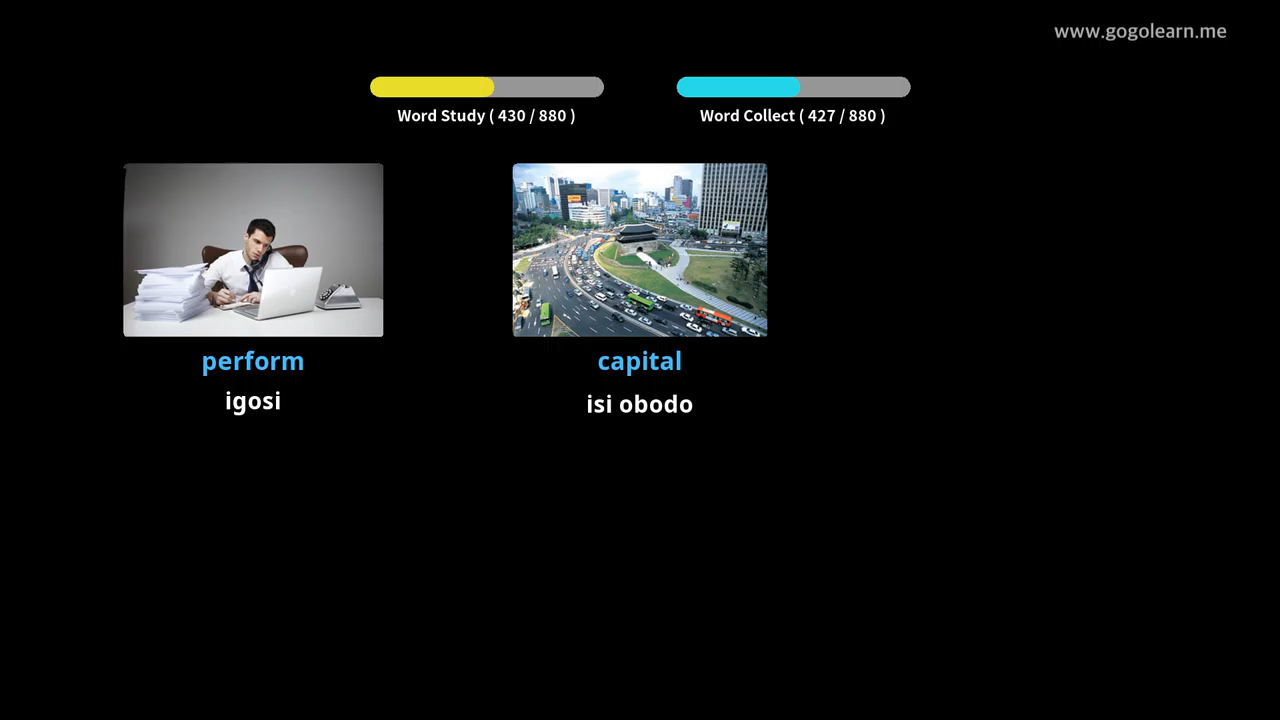 www.gogolearn.me
Word Study ( 430 / 880 )
Word Collect ( 427 / 880 )
perform
igosi
capital
isi obodo